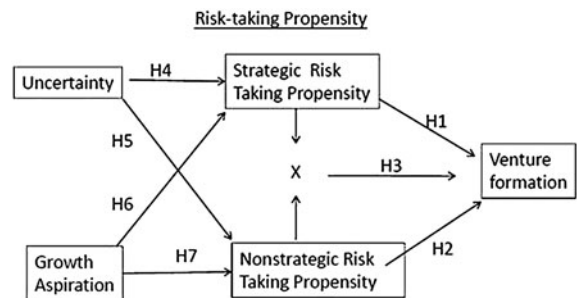 Risk-taking Propensity
Uncertainty
H4
Strategic Risk
Taking Propensity
H1
H5
X
H3
Venture
formation
H6
Growth
Aspiration
H7
Nonstrategic Risk
Taking Propensity
H2